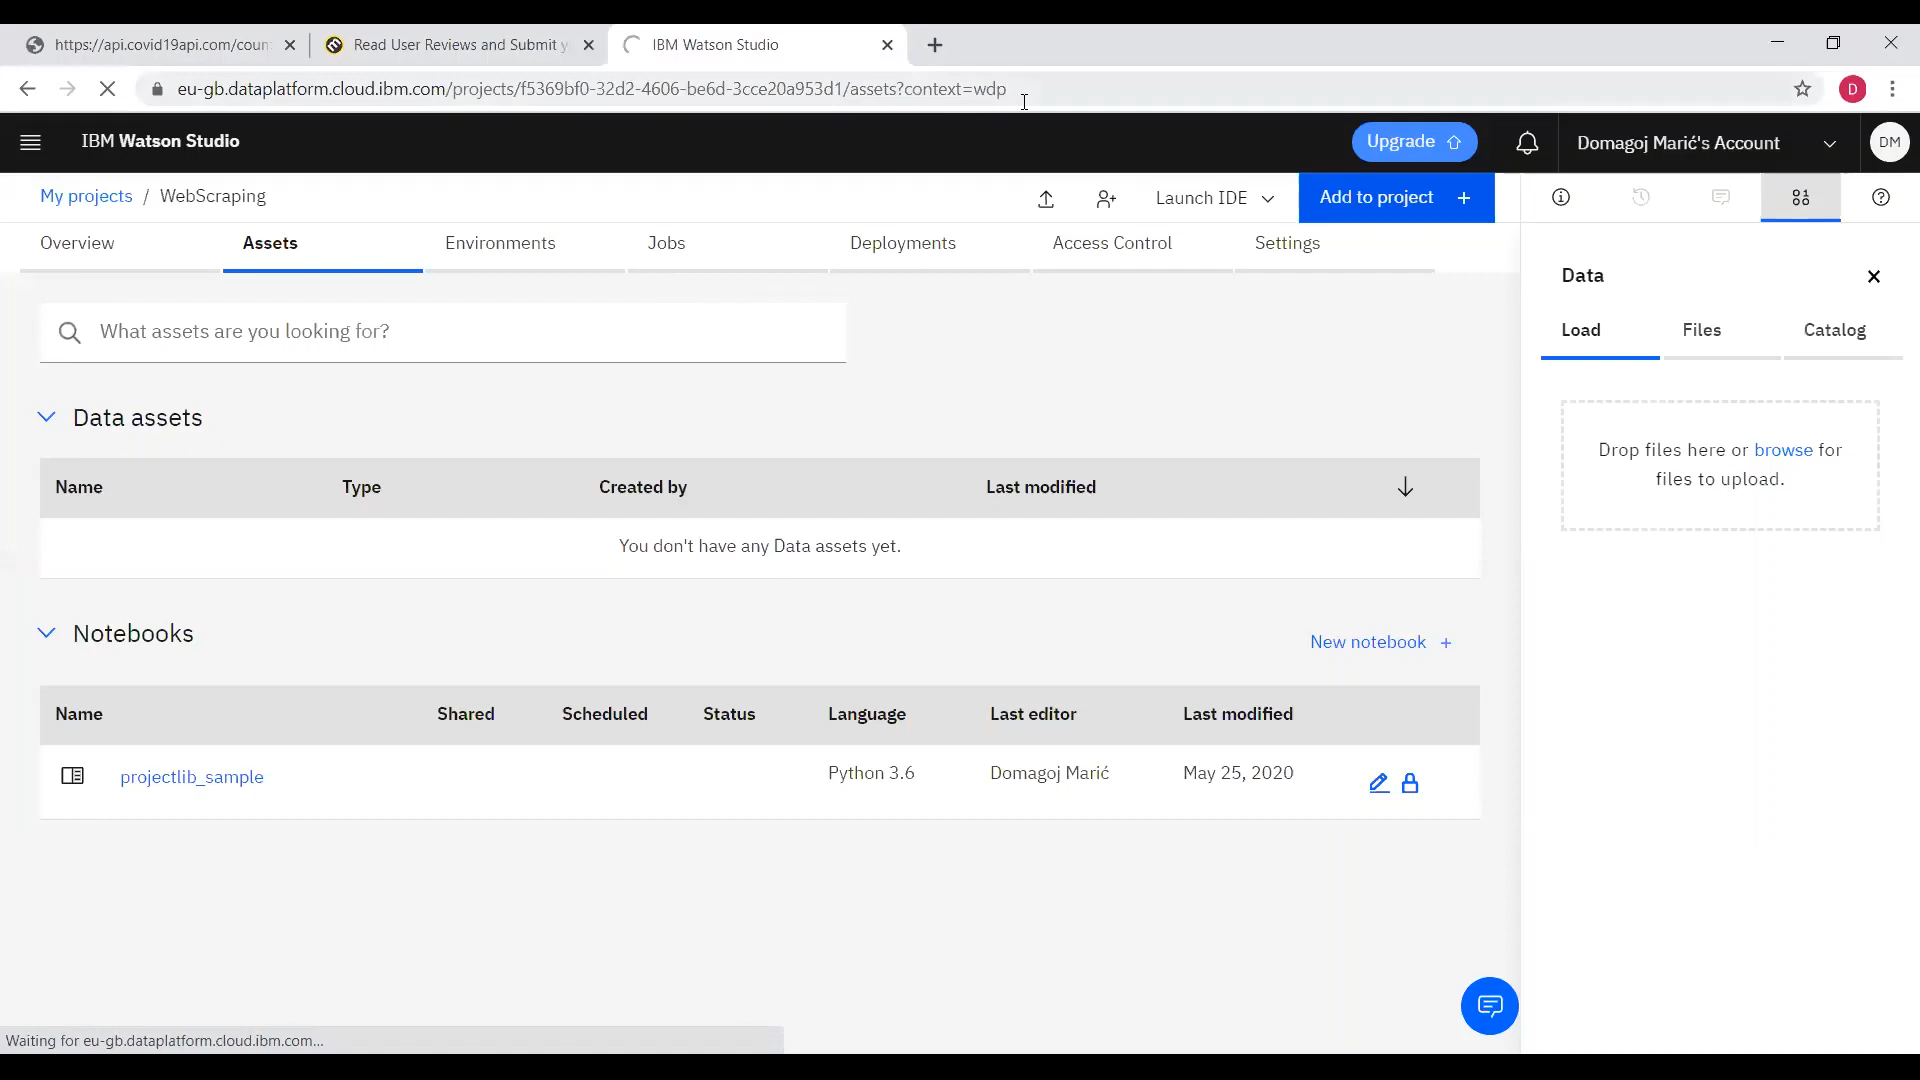 https://api.covid19api.com/coun
Read User Reviews and Submit y
IBM Watson Studio
eu-gb.dataplatform.cloud.ibm.com/projects/f5369bf0-32d2-4606-be6d-3cce20a953d1/assets?context=wdp
D
IBM Watson Studio
Upgrade
Domagoj Marić's Account
DM
My projects / WebScraping
Launch IDE
Add to project +
Overview
Assets
Environments
Jobs
Deployments
Access Control
Settings
Data
Load
Files
Catalog
What assets are you looking for?
Drop files here or browse for
files to upload.
Data assets
Name
Type
Created by
Last modified
You don't have any Data assets yet.
Notebooks
New notebook +
Name
Shared
Scheduled
Status
Language
Last editor
Last modified
projectlib_sample
Python 3.6
Domagoj Marić
May 25, 2020
Waiting for eu-gb.dataplatform.cloud.ibm.com...